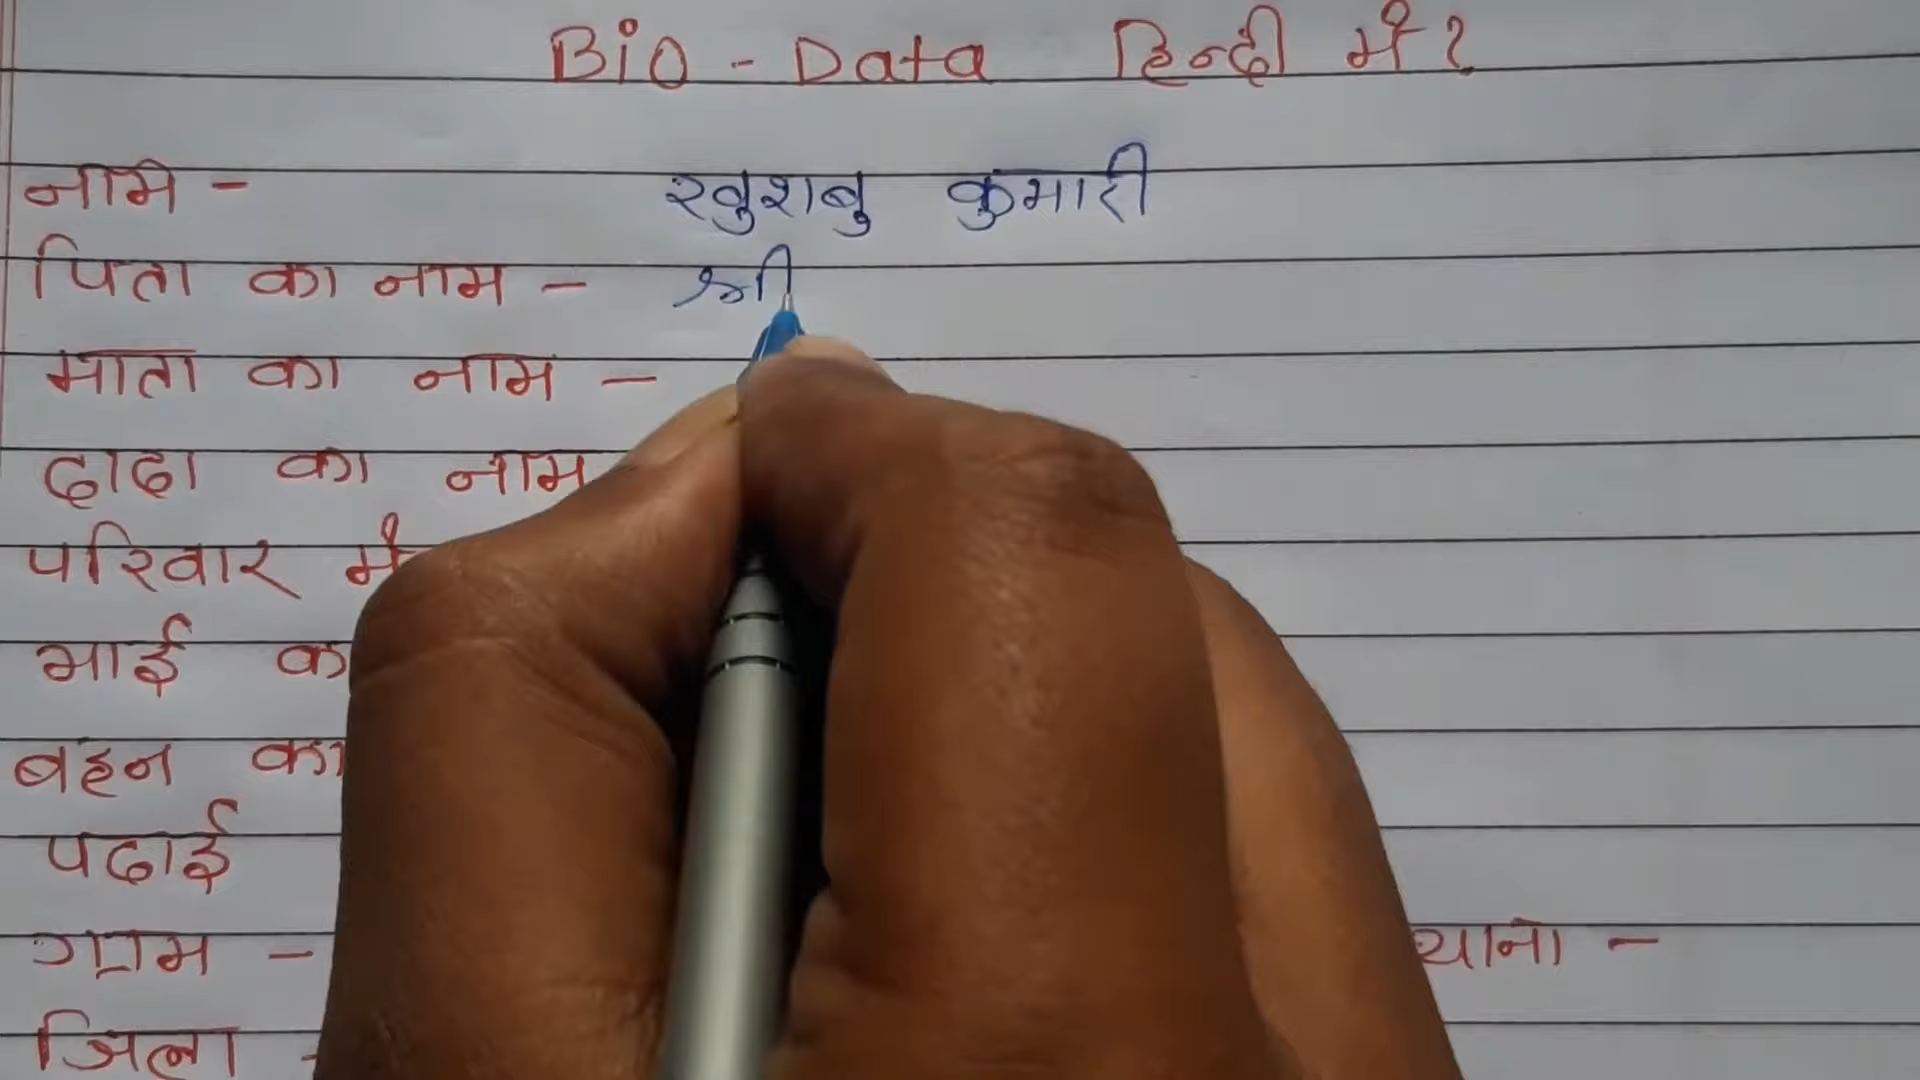 Bio - Data हिन्दी में ?
नाम - खुशबु कुमारी
पिता का नाम - श्री
माता का नाम -
दादा का नाम
परिवार में
भाई क
बहन का
पढाई
ग्राम - थाना -
जिला -